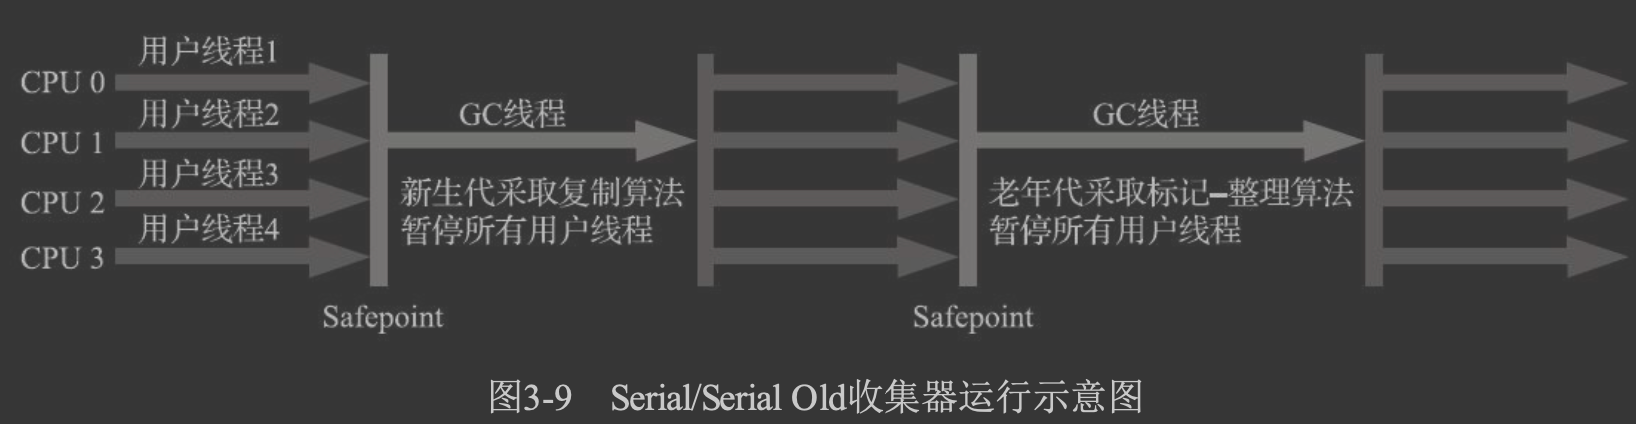 用户线程1
CPU 0
用户线程2
CPU 1
用户线程3
CPU 2
用户线程4
CPU 3
GC线程
新生代采取复制算法
暂停所有用户线程
Safepoint
GC线程
老年代采取标记–整理算法
暂停所有用户线程
Safepoint
图3-9 Serial/Serial Old收集器运行示意图